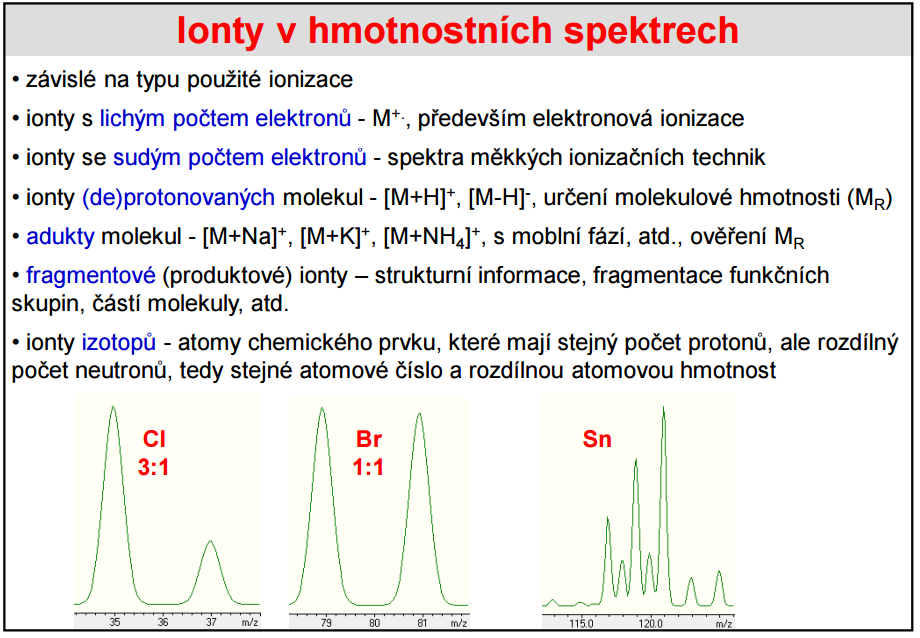 Ionty v hmotnostních spektrech
• závislé na typu použité ionizace
• ionty s lichým počtem elektronů - M⁺·, především elektronová ionizace
• ionty se sudým počtem elektronů - spektra měkkých ionizačních technik
• ionty (de)protonovaných molekul - [M+H]⁺, [M-H]⁻, určení molekulové hmotnosti (M_R)
• adukty molekul - [M+Na]⁺, [M+K]⁺, [M+NH₄]⁺, s moblní fází, atd., ověření M_R
• fragmentové (produktové) ionty – strukturní informace, fragmentace funkčních
skupin, částí molekuly, atd.
• ionty izotopů - atomy chemického prvku, které mají stejný počet protonů, ale rozdílný
počet neutronů, tedy stejné atomové číslo a rozdílnou atomovou hmotnost
Cl
3:1
35 36 37 m/z
Br
1:1
79 80 81 m/z
Sn
115.0 120.0 m/z